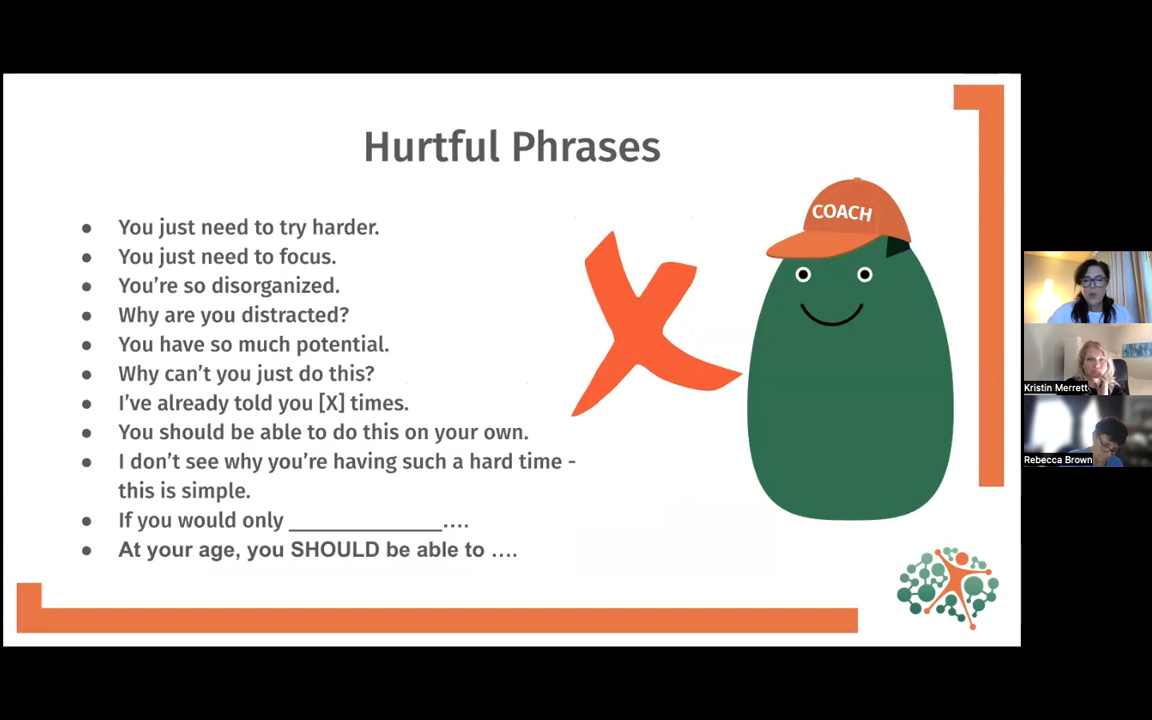 Hurtful Phrases
COACH
● You just need to try harder.
● You just need to focus.
● You’re so disorganized.
● Why are you distracted?
● You have so much potential.
● Why can’t you just do this?
● I’ve already told you [X] times.
● You should be able to do this on your own.
● I don’t see why you’re having such a hard time -
this is simple.
● If you would only _____________....
● At your age, you SHOULD be able to ....
Kristin Merrett
Rebecca Brown